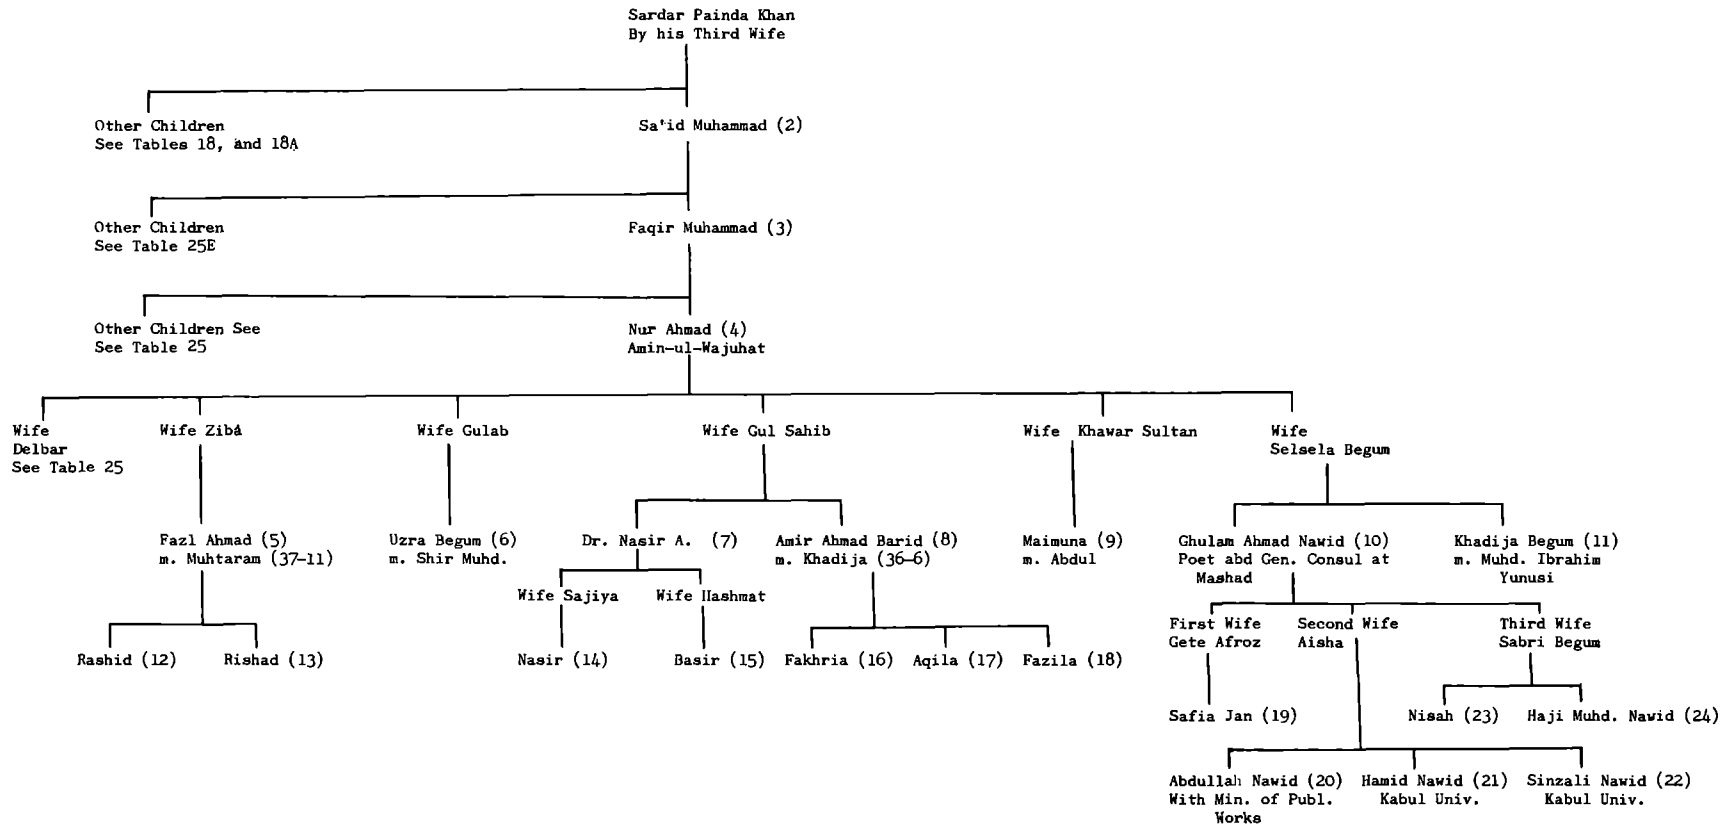 Sardar Painda Khan
By his Third Wife
Other Children
See Tables 18, and 18A
Sa'id Muhammad (2)
Other Children
See Table 25E
Faqir Muhammad (3)
Other Children See
See Table 25
Nur Ahmad (4)
Amin-ul-Wajuhat
Wife
Delbar
See Table 25
Wife Ziba
Wife Gulab
Wife Gul Sahib
Wife Khawar Sultan
Wife
Selsela Begum
Fazl Ahmad (5)
m. Muhtaram (37-11)
Uzra Begum (6)
m. Shir Muhd.
Dr. Nasir A. (7)
Amir Ahmad Barid (8)
m. Khadija (36-6)
Maimuna (9)
m. Abdul
Ghulam Ahmad Nawid (10)
Poet abd Gen. Consul at
Mashad
Khadija Begum (11)
m. Muhd. Ibrahim
Yunusi
Wife Sajiya
Wife Hashmat
First Wife
Gete Afroz
Second Wife
Aisha
Third Wife
Sabri Begum
Rashid (12)
Rishad (13)
Nasir (14)
Basir (15)
Fakhria (16)
Aqila (17)
Fazila (18)
Safia Jan (19)
Nisah (23)
Haji Muhd. Nawid (24)
Abdullah Nawid (20)
With Min. of Publ.
Works
Hamid Nawid (21)
Kabul Univ.
Sinzali Nawid (22)
Kabul Univ.